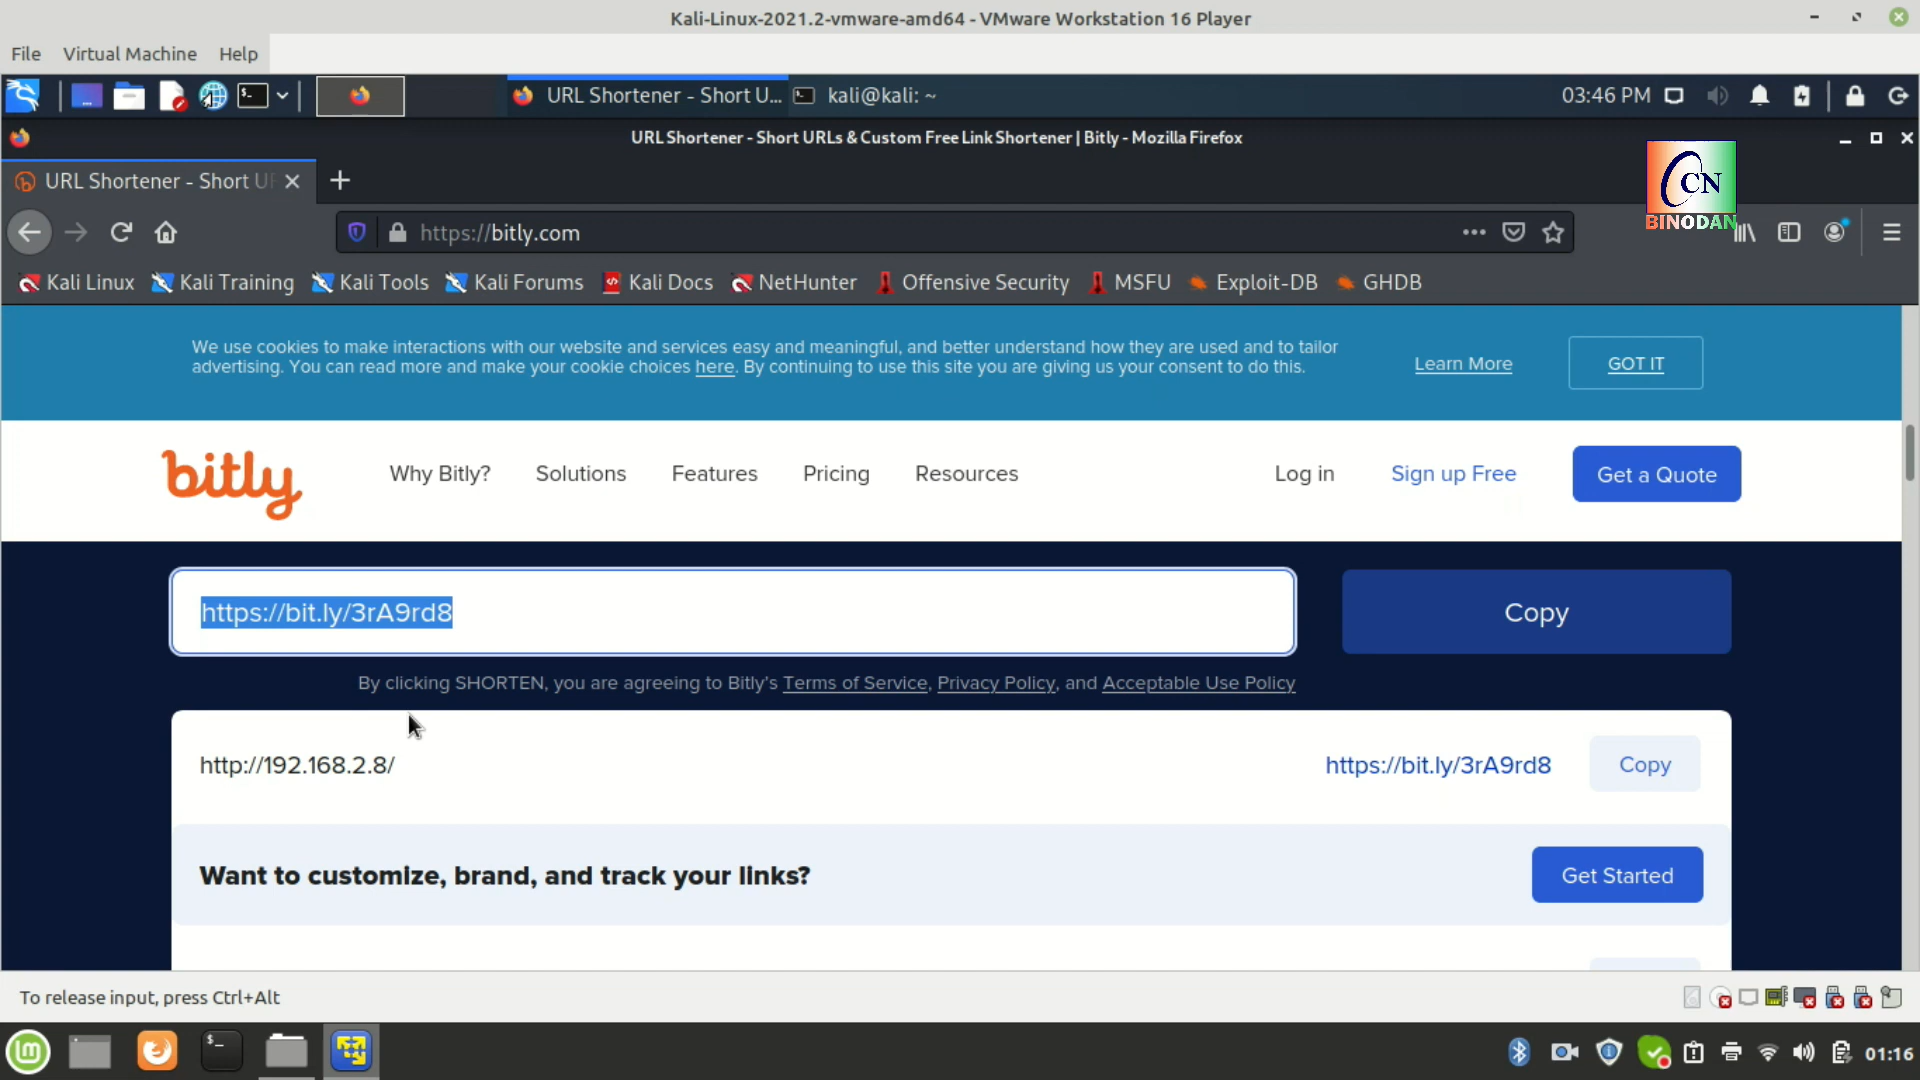 Kali-Linux-2021.2-vmware-amd64 - VMware Workstation 16 Player
File Virtual Machine Help
URL Shortener - Short U... kali@kali: ~ 03:46 PM
URL Shortener - Short URLs & Custom Free Link Shortener | Bitly - Mozilla Firefox
URL Shortener - Short UR
CN
BINODAN
https://bitly.com
Kali Linux Kali Training Kali Tools Kali Forums Kali Docs NetHunter Offensive Security MSFU Exploit-DB GHDB
We use cookies to make interactions with our website and services easy and meaningful, and better understand how they are used and to tailor
advertising. You can read more and make your cookie choices here. By continuing to use this site you are giving us your consent to do this.
Learn More GOT IT
bitly Why Bitly? Solutions Features Pricing Resources Log in Sign up Free Get a Quote
https://bit.ly/3rA9rd8 Copy
By clicking SHORTEN, you are agreeing to Bitly's Terms of Service, Privacy Policy, and Acceptable Use Policy
http://192.168.2.8/ https://bit.ly/3rA9rd8 Copy
Want to customize, brand, and track your links? Get Started
To release input, press Ctrl+Alt
01:16